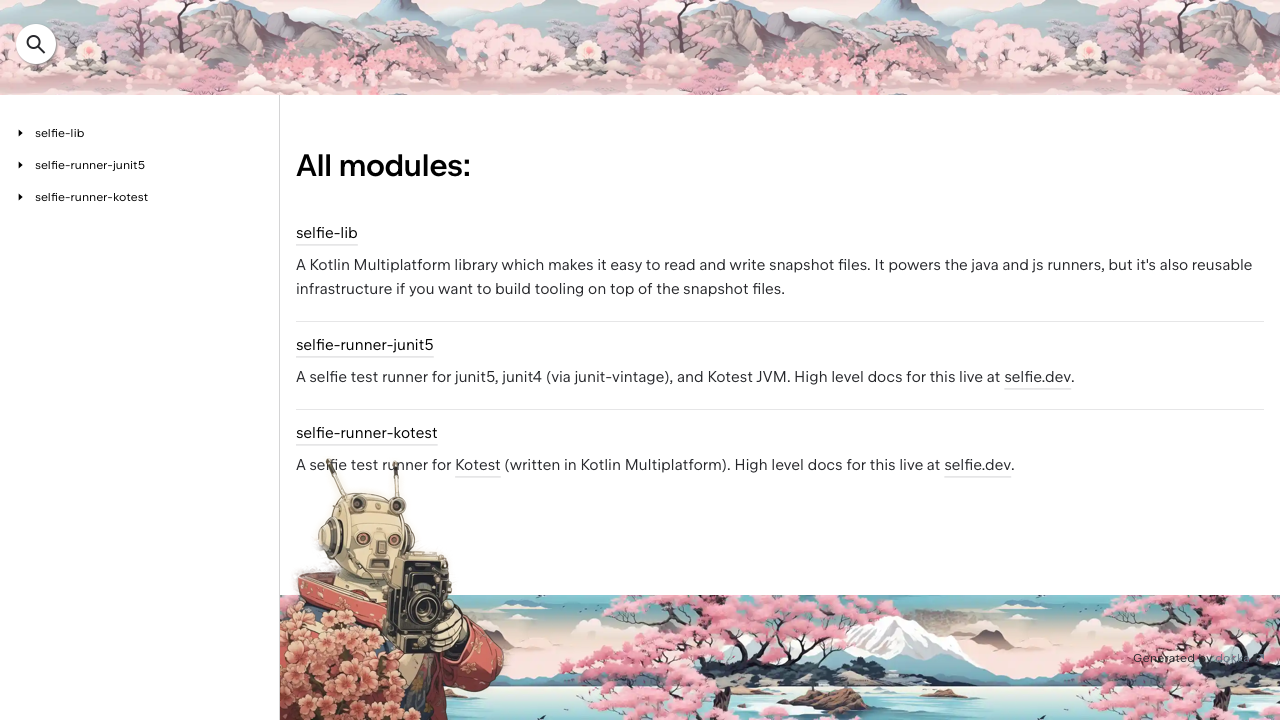 selfie-lib
selfie-runner-junit5
selfie-runner-kotest
All modules:
selfie-lib
A Kotlin Multiplatform library which makes it easy to read and write snapshot files. It powers the java and js runners, but it's also reusable
infrastructure if you want to build tooling on top of the snapshot files.
selfie-runner-junit5
A selfie test runner for junit5, junit4 (via junit-vintage), and Kotest JVM. High level docs for this live at selfie.dev.
selfie-runner-kotest
A selfie test runner for Kotest (written in Kotlin Multiplatform). High level docs for this live at selfie.dev.
Generated by